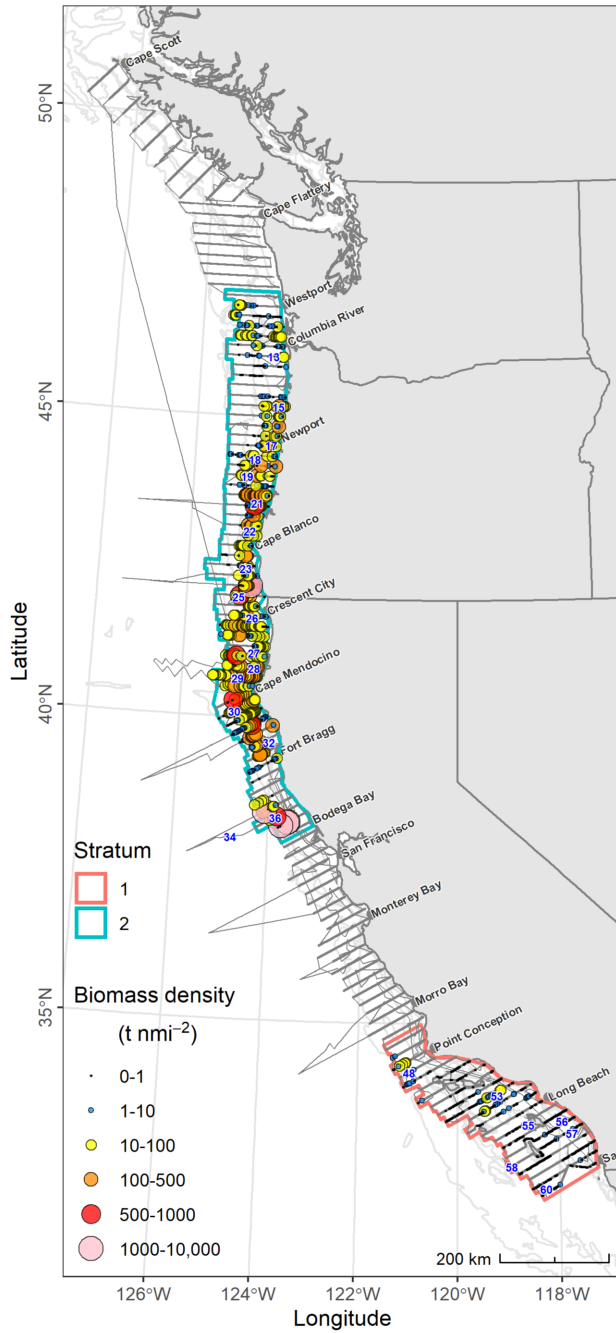 Cape Scott
50°N
Cape Flattery
Westport
Columbia River
13
45°N
15
Newport
17
18
19
21
22
Cape Blanco
23
25
Crescent City
26
27
28
Cape Mendocino
29
40°N
30
32
Fort Bragg
36
Bodega Bay
34
San Francisco
Stratum
1
2
Monterey Bay
Biomass density
(t nmi−2)
0-1
1-10
10-100
100-500
500-1000
1000-10,000
35°N
Morro Bay
Point Conception
48
53
Long Beach
55
56
57
58
60
Sa
200 km
126°W
124°W
122°W
120°W
118°W
Longitude
Latitude